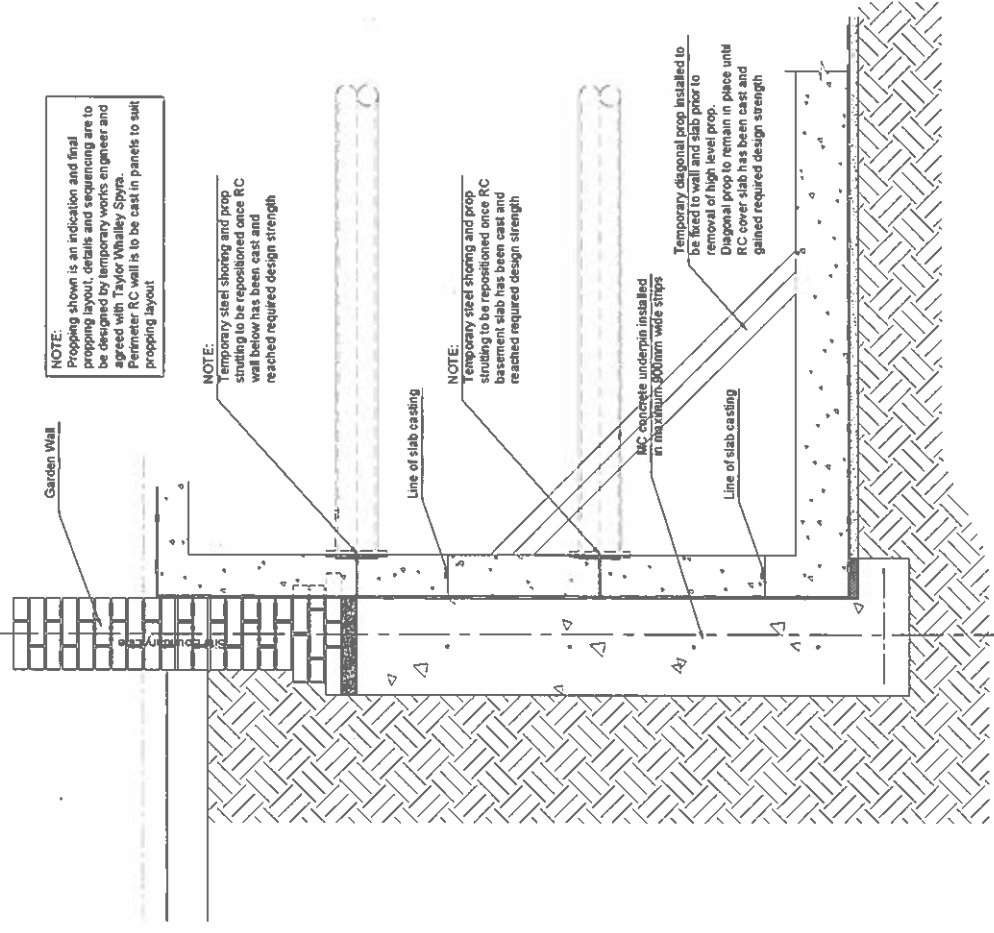 NOTE:
Propping shown is an indication and final
propping layout, details and sequencing are to
be designed by temporary works engineer and
agreed with Taylor Whalley Spyra.
Perimeter RC wall is to be cast in panels to suit
propping layout
Garden Wall
Site boundary
NOTE:
Temporary steel shoring and prop
strutting to be repositioned once RC
wall below has been cast and
reached required design strength
Line of slab casting
NOTE:
Temporary steel shoring and prop
strutting to be repositioned once RC
basement slab has been cast and
reached required design strength
MC concrete underpin installed
in maximum 900mm wide strips
Line of slab casting
Temporary diagonal prop installed to
be fixed to wall and slab prior to
removal of high level prop.
Diagonal prop to remain in place until
RC cover slab has been cast and
gained required design strength